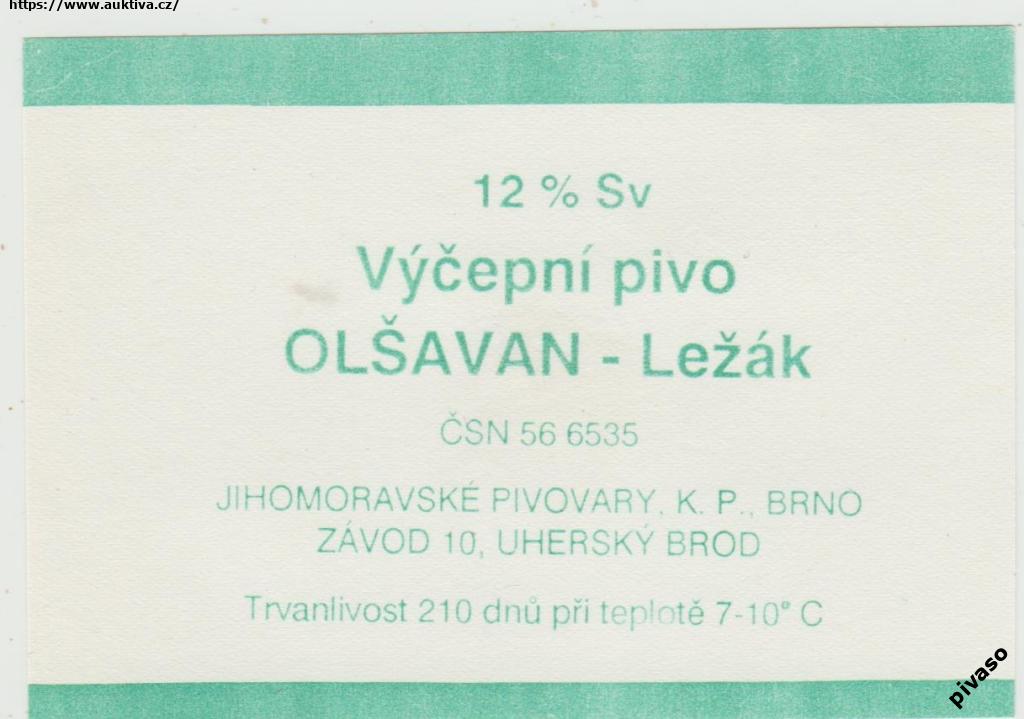 https://www.auktiva.cz/
12 % Sv
Výčepní pivo
OLŠAVAN - Ležák
ČSN 56 6535
JIHOMORAVSKÉ PIVOVARY, K. P., BRNO
ZÁVOD 10, UHERSKÝ BROD
Trvanlivost 210 dnů při teplotě 7-10° C
pivaso